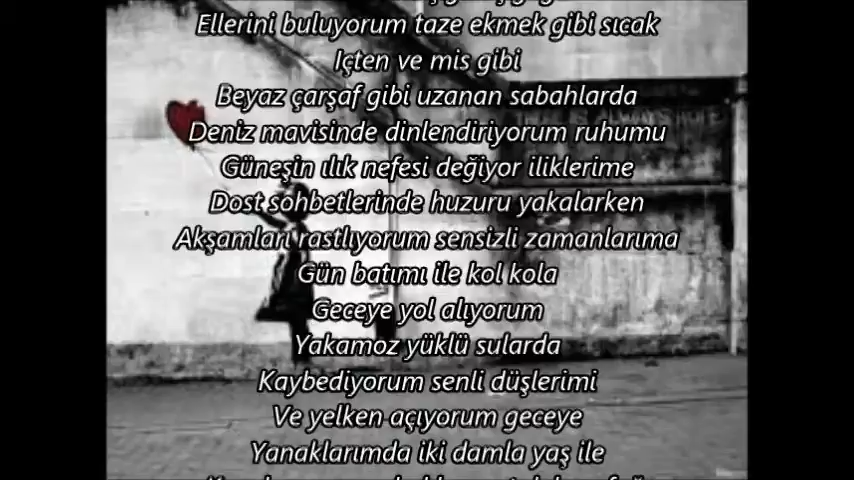 Ellerini buluyorum taze ekmek gibi sıcak
Içten ve mis gibi
Beyaz çarşaf gibi uzanan sabahlarda
Deniz mavisinde dinlendiriyorum ruhumu
Güneşin ılık nefesi değiyor iliklerime
Dost sohbetlerinde huzuru yakalarken
Akşamları rastlıyorum sensizli zamanlarıma
Gün batımı ile kol kola
Geceye yol alıyorum
Yakamoz yüklü sularda
Kaybediyorum senli düşlerimi
Ve yelken açıyorum geceye
Yanaklarımda iki damla yaş ile